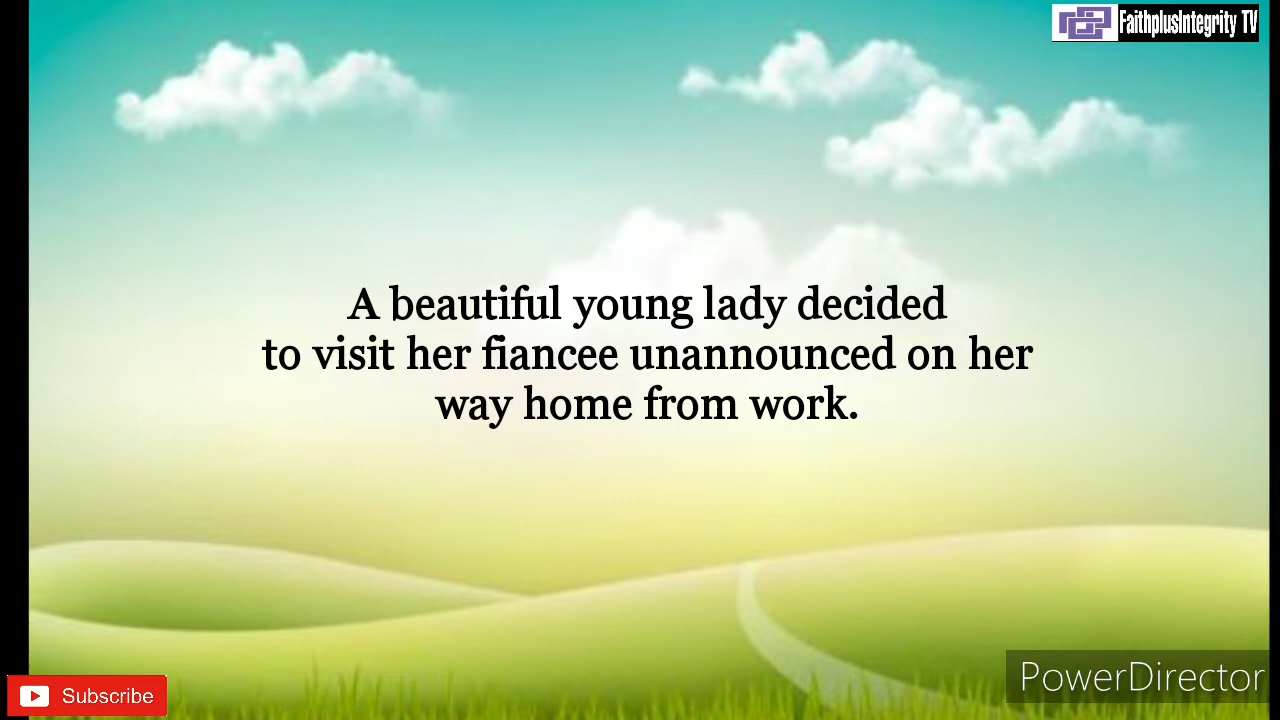 FaithplusIntegrity TV
A beautiful young lady decided
to visit her fiancee unannounced on her
way home from work.
PowerDirector
Subscribe